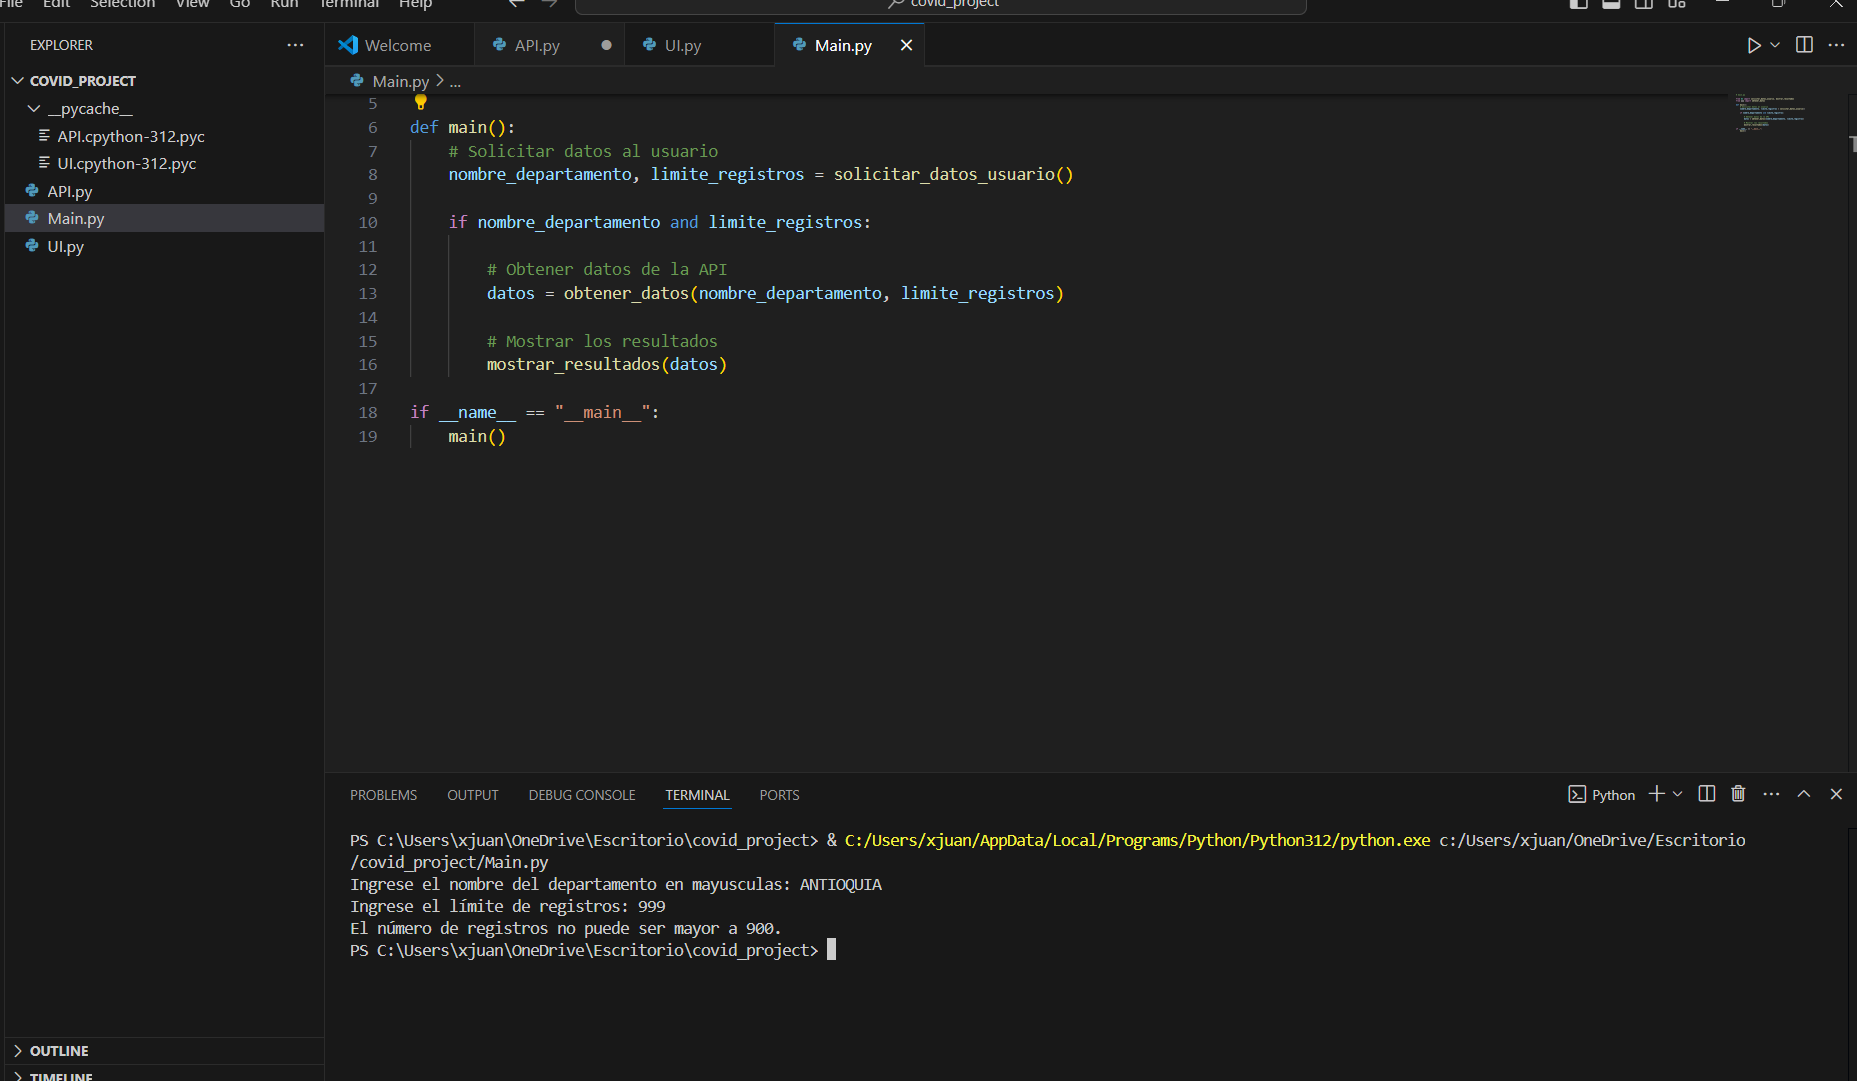 File Edit Selection View Go Run Terminal Help
covid_project
EXPLORER
COVID_PROJECT
__pycache__
API.cpython-312.pyc
UI.cpython-312.pyc
API.py
Main.py
UI.py
OUTLINE
TIMELINE
Welcome API.py UI.py Main.py
Main.py > ...
5
6 def main():
7 # Solicitar datos al usuario
8 nombre_departamento, limite_registros = solicitar_datos_usuario()
9
10 if nombre_departamento and limite_registros:
11
12 # Obtener datos de la API
13 datos = obtener_datos(nombre_departamento, limite_registros)
14
15 # Mostrar los resultados
16 mostrar_resultados(datos)
17
18 if __name__ == "__main__":
19 main()
PROBLEMS OUTPUT DEBUG CONSOLE TERMINAL PORTS
Python
PS C:\Users\xjuan\OneDrive\Escritorio\covid_project> & C:/Users/xjuan/AppData/Local/Programs/Python/Python312/python.exe c:/Users/xjuan/OneDrive/Escritorio
/covid_project/Main.py
Ingrese el nombre del departamento en mayusculas: ANTIOQUIA
Ingrese el límite de registros: 999
El número de registros no puede ser mayor a 900.
PS C:\Users\xjuan\OneDrive\Escritorio\covid_project>